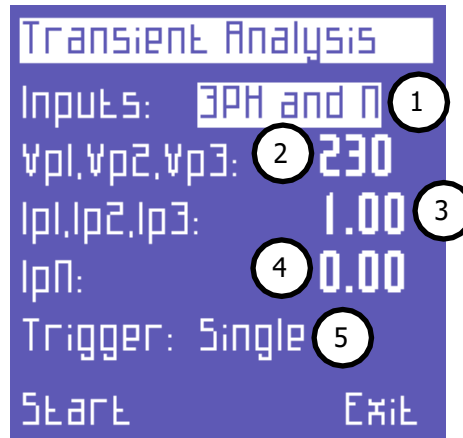 Transient Analysis
Inputs: 3PH and N 1
Vp1,Vp2,Vp3: 2 230
Ip1,Ip2,Ip3: 1.00 3
IpN: 4 0.00
Trigger: Single 5
Start Exit